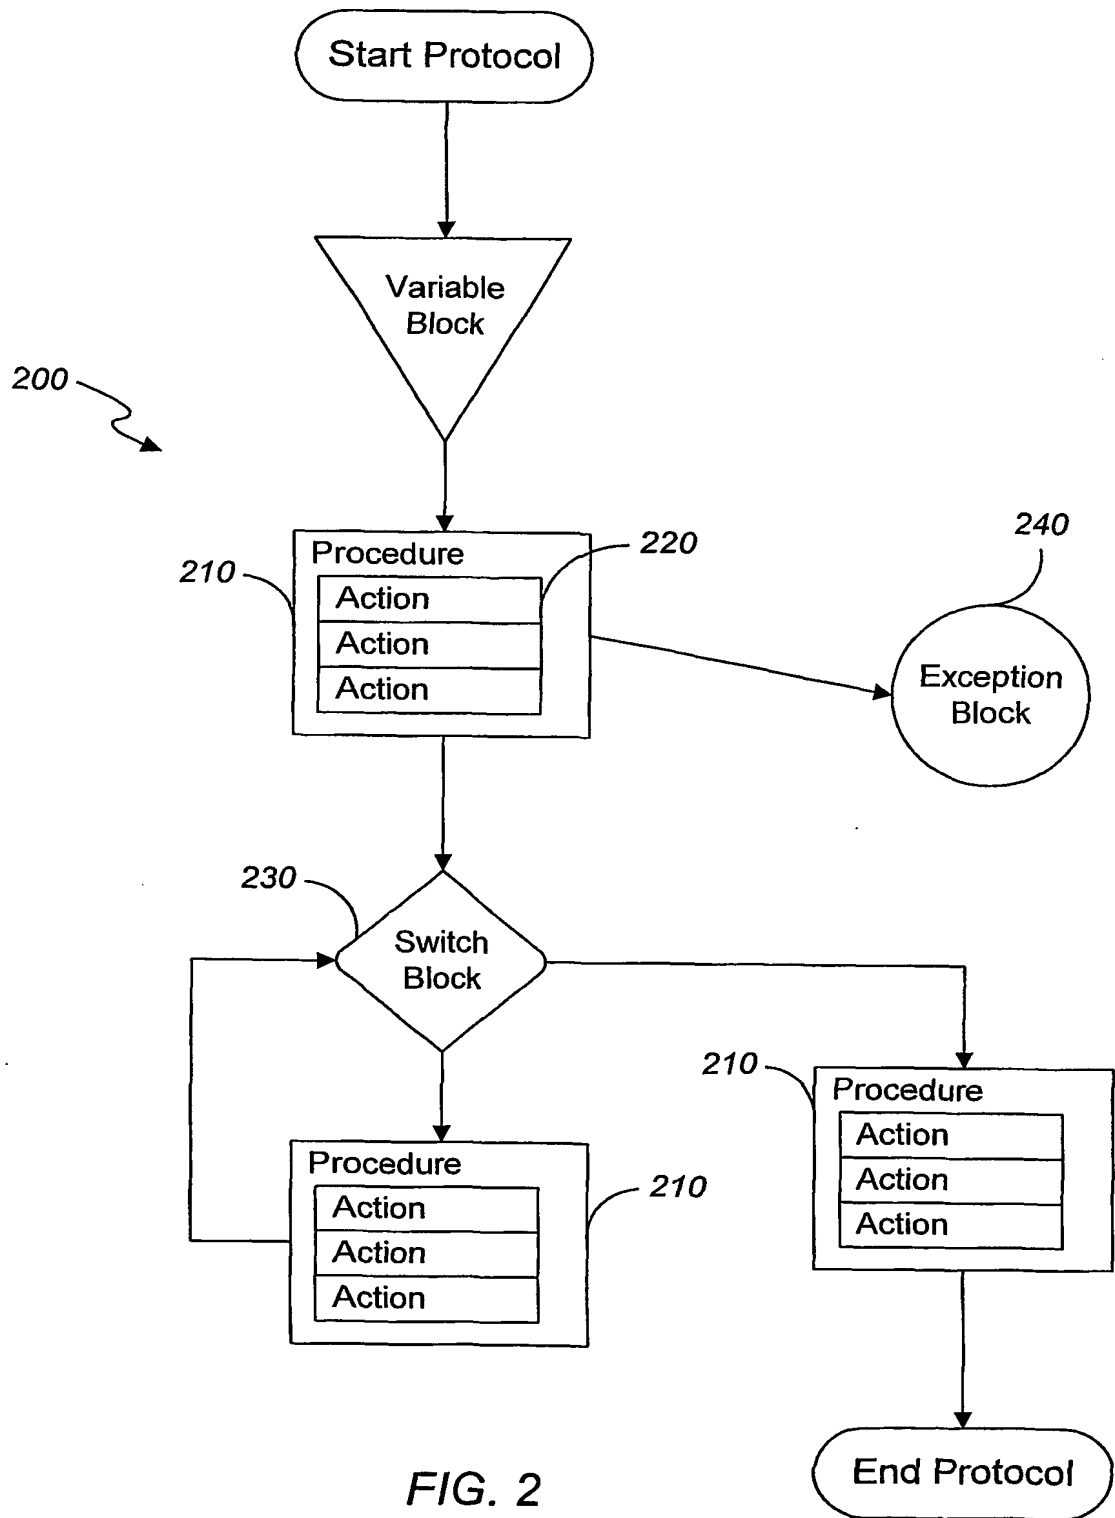 Start Protocol
Variable
Block
200
Procedure
210
220
Action
Action
Action
240
Exception
Block
230
Switch
Block
210
Procedure
Action
Action
Action
Procedure
210
Action
Action
Action
End Protocol
FIG. 2